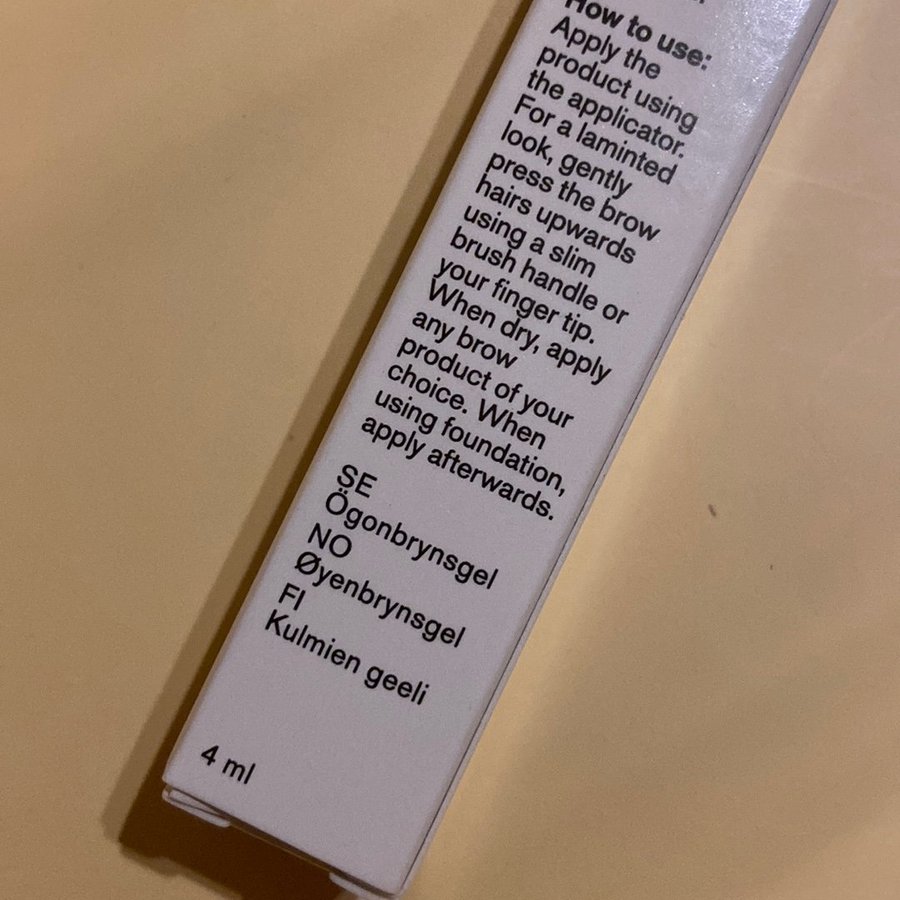 How to use:
Apply the
product using
the applicator.
For a laminted
look, gently
press the brow
hairs upwards
using a slim
brush handle or
your finger tip.
When dry, apply
any brow
product of your
choice. When
using foundation,
apply afterwards.
SE
Ögonbrynsgel
NO
Øyenbrynsgel
FI
Kulmien geeli
4 ml